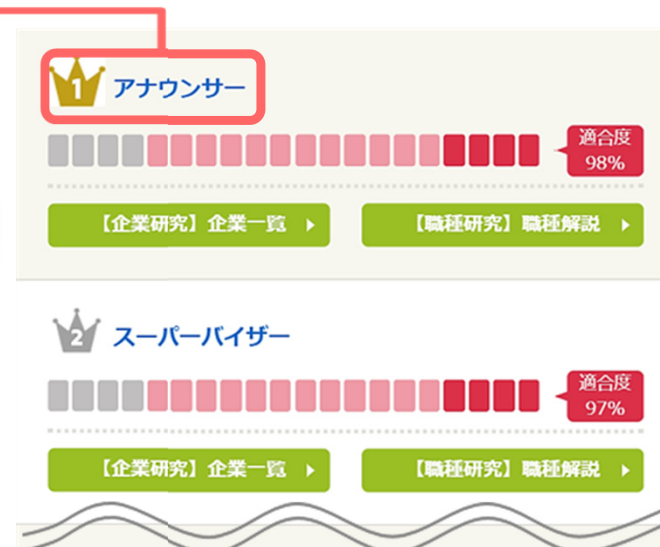 1 アナウンサー
適合度
98%
【企業研究】企業一覧
【職種研究】職種解説
2 スーパーバイザー
適合度
97%
【企業研究】企業一覧
【職種研究】職種解説